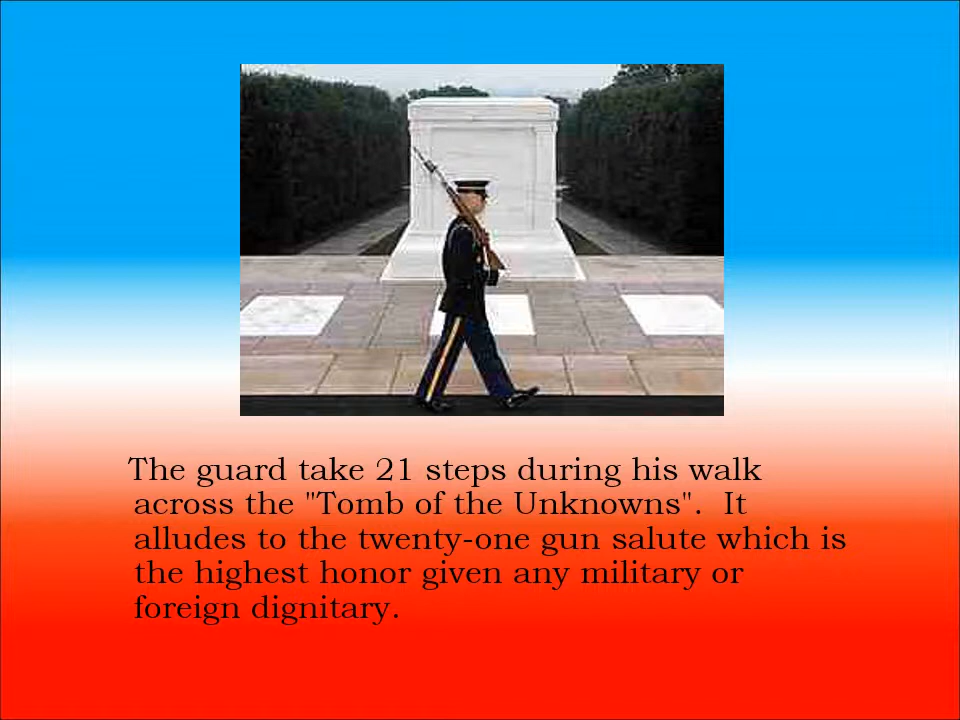 The guard take 21 steps during his walk
across the "Tomb of the Unknowns".  It
alludes to the twenty-one gun salute which is
the highest honor given any military or
foreign dignitary.